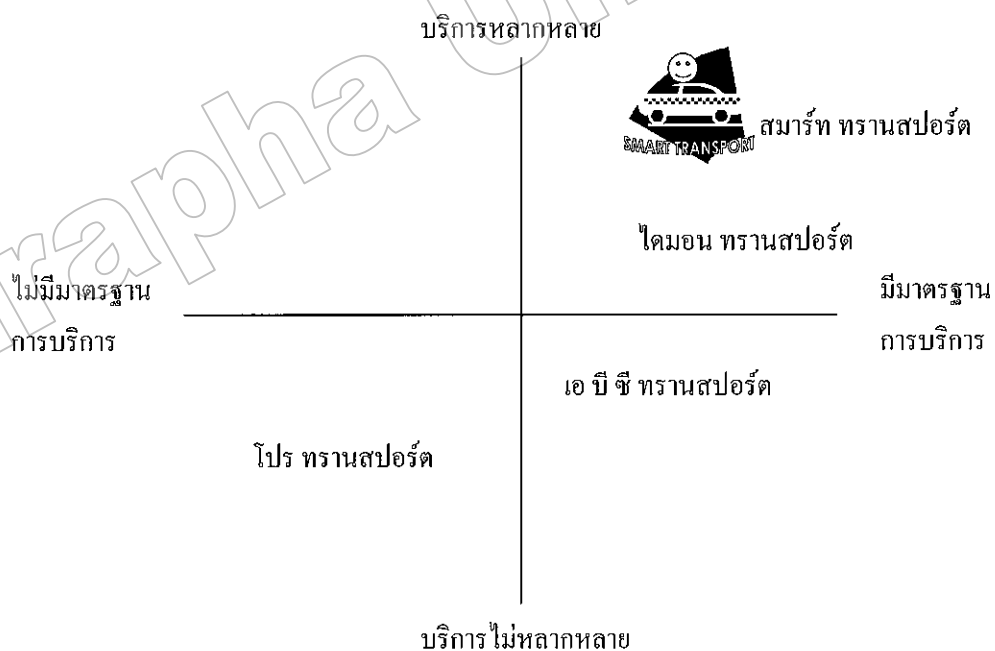 บริการหลากหลาย
SMART TRANSPORT
สมาร์ท ทรานสปอร์ต
ไดมอน ทรานสปอร์ต
ไม่มีมาตรฐาน
การบริการ
มีมาตรฐาน
การบริการ
เอ บี ซี ทรานสปอร์ต
โปร ทรานสปอร์ต
บริการไม่หลากหลาย